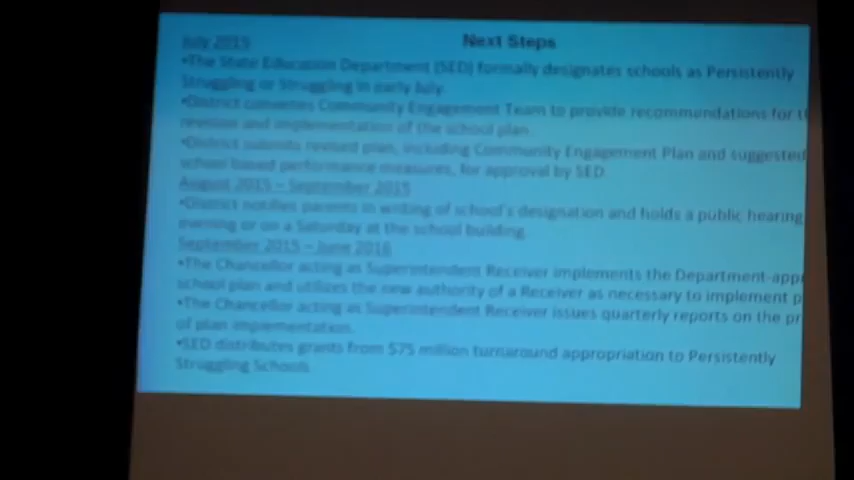 Next Steps
July 2015
•The State Education Department (SED) formally designates schools as Persistently
Struggling or Struggling in early July.
•District convenes Community Engagement Team to provide recommendations for
revision and implementation of the school plan.
•District submits revised plan, including Community Engagement Plan and suggested
school based performance measures, for approval by SED.
August 2015 – September 2015
•District notifies parents in writing of school's designation and holds a public hearing
evening or on a Saturday at the school building.
September 2015 – June 2016
•The Chancellor acting as Superintendent Receiver implements the Department-app
school plan and utilizes the new authority of a Receiver as necessary to implement p
•The Chancellor acting as Superintendent Receiver issues quarterly reports on the pr
of plan implementation.
•SED distributes grants from $75 million turnaround appropriation to Persistently
Struggling Schools